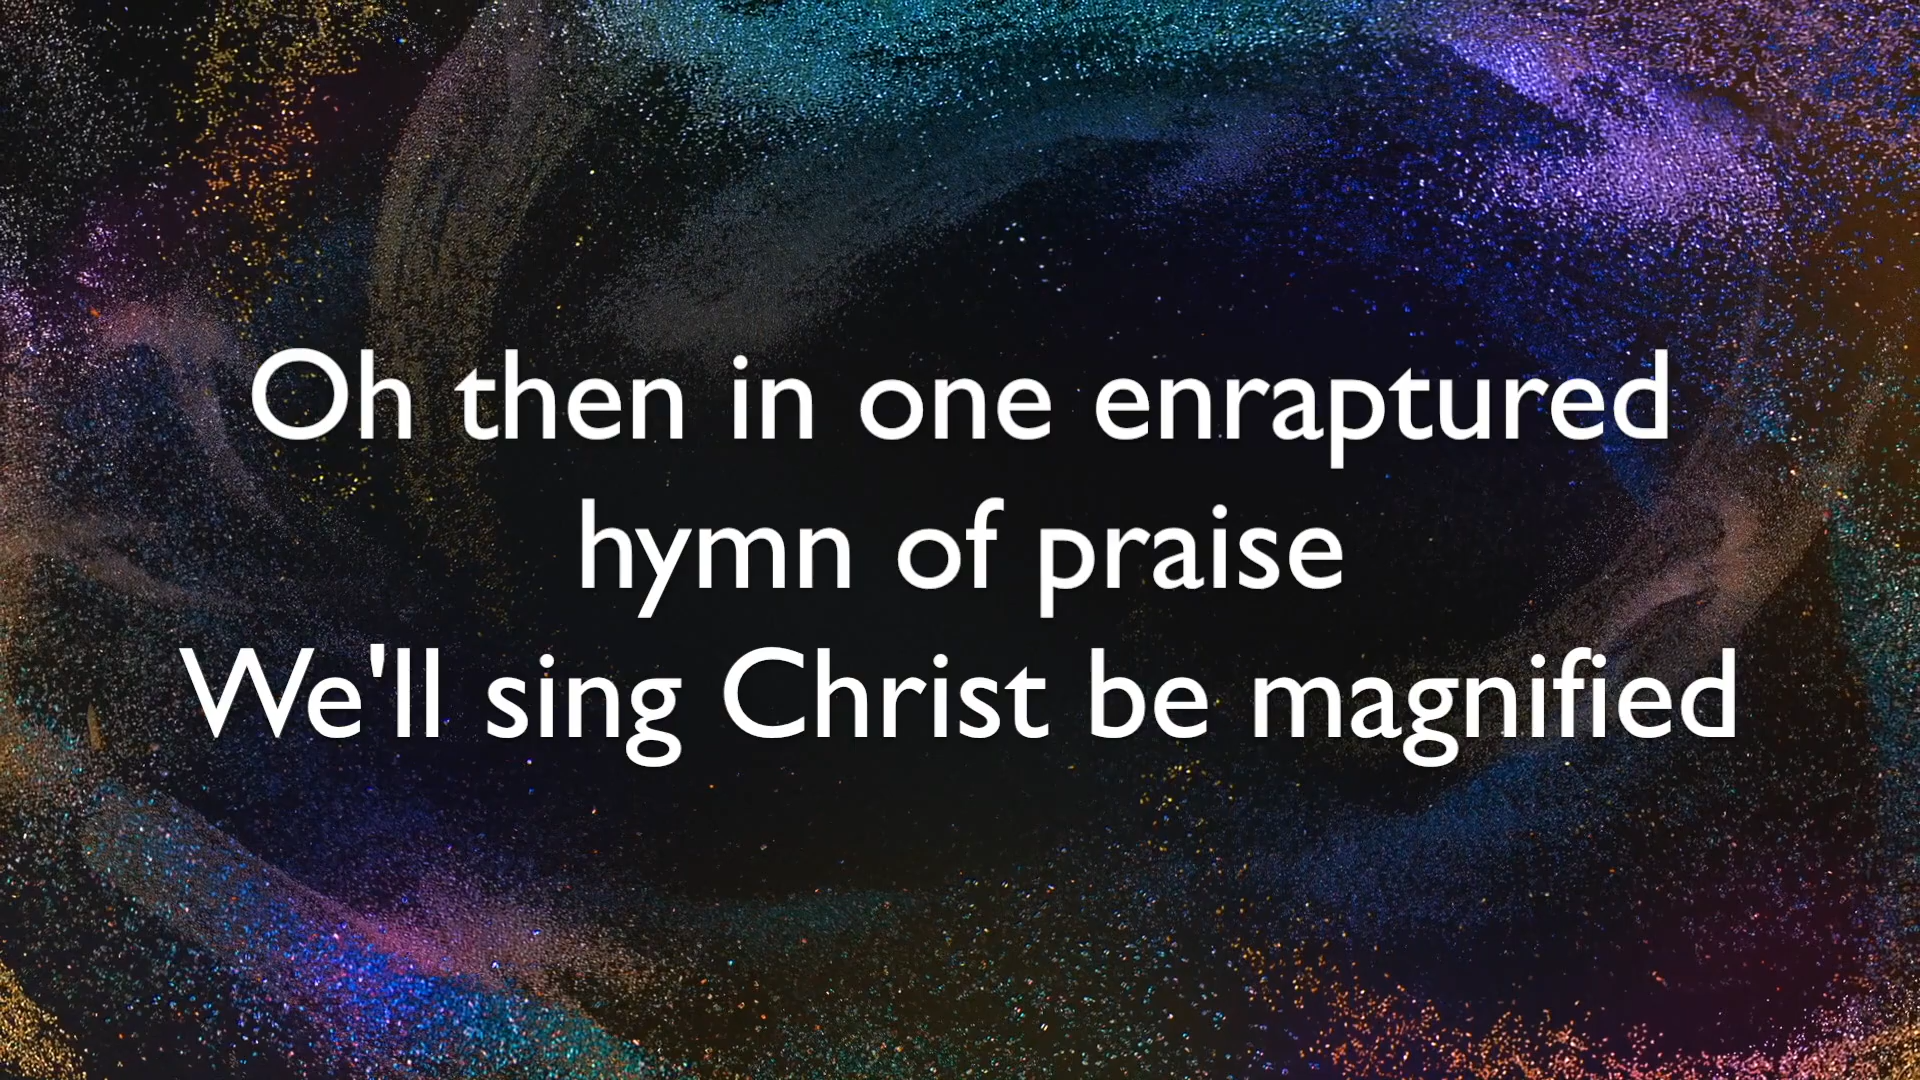 Oh then in one enraptured
hymn of praise
We'll sing Christ be magnified